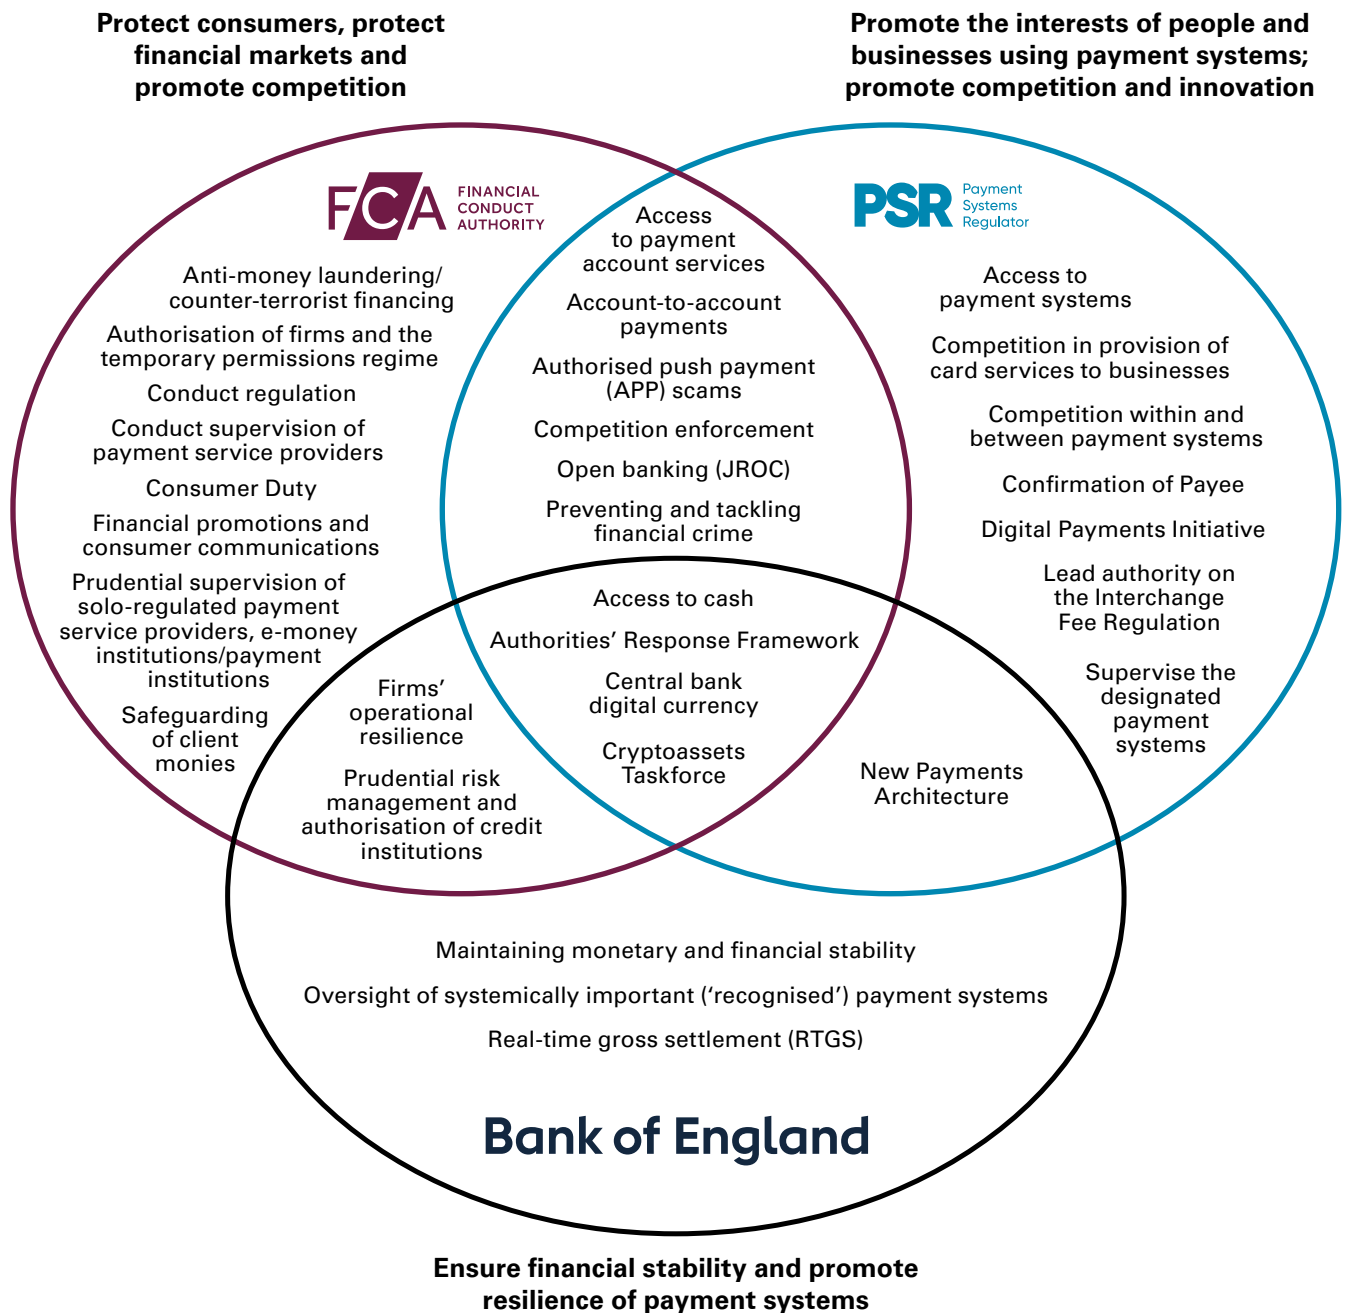 Protect consumers, protect
financial markets and
promote competition
Promote the interests of people and
businesses using payment systems;
promote competition and innovation
FCA
FINANCIAL
CONDUCT
AUTHORITY
Anti-money laundering/
counter-terrorist financing
Authorisation of firms and the
temporary permissions regime
Conduct regulation
Conduct supervision of
payment service providers
Consumer Duty
Financial promotions and
consumer communications
Prudential supervision of
solo-regulated payment
service providers, e-money
institutions/payment
institutions
Safeguarding
of client
monies
Access
to payment
account services
Account-to-account
payments
Authorised push payment
(APP) scams
Competition enforcement
Open banking (JROC)
Preventing and tackling
financial crime
PSR
Payment
Systems
Regulator
Access to
payment systems
Competition in provision of
card services to businesses
Competition within and
between payment systems
Confirmation of Payee
Digital Payments Initiative
Lead authority on
the Interchange
Fee Regulation
Supervise the
designated
payment
systems
Access to cash
Authorities’ Response Framework
Central bank
digital currency
Cryptoassets
Taskforce
Firms’
operational
resilience
Prudential risk
management and
authorisation of credit
institutions
New Payments
Architecture
Maintaining monetary and financial stability
Oversight of systemically important (‘recognised’) payment systems
Real-time gross settlement (RTGS)
Bank of England
Ensure financial stability and promote
resilience of payment systems